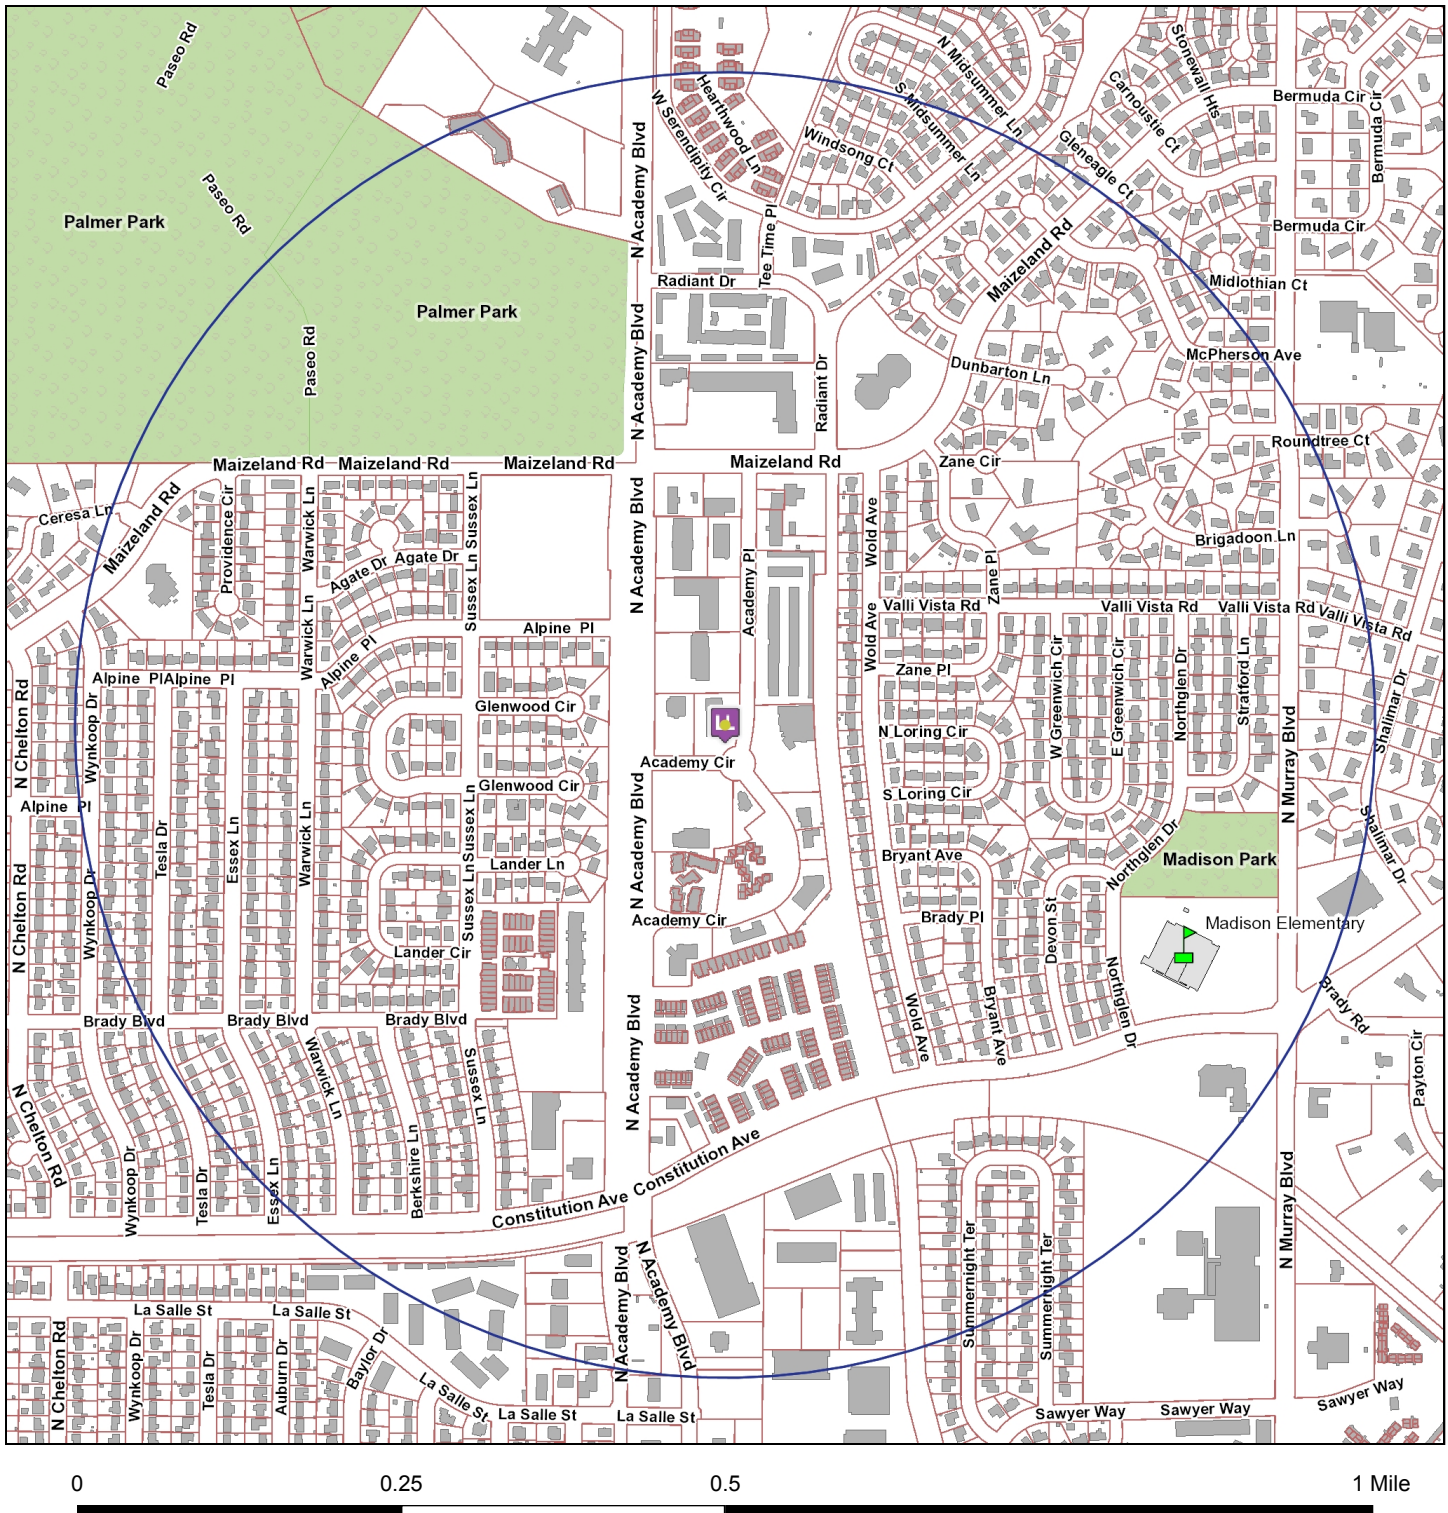 Paseo Rd
N Midsummer Ln
Stonewall Hts
Hearthwood Ln
W Serendipity Cir
S Midsummer Ln
Carnoustie Ct
Bermuda Cir
Bermuda Cir
Windsong Ct
Gleneagle Ct
N Academy Blvd
Paseo Rd
Palmer Park
Tee Time Pl
Maizeland Rd
Bermuda Cir
Radiant Dr
Midlothian Ct
Palmer Park
Paseo Rd
N Academy Blvd
Radiant Dr
Dunbarton Ln
McPherson Ave
Roundtree Ct
Maizeland Rd
Maizeland Rd
Maizeland Rd
Maizeland Rd
Zane Cir
Ceresa Ln
Maizeland Rd
Providence Cir
Warwick Ln
Sussex Ln
N Academy Blvd
Wold Ave
Brigadoon Ln
Agate Dr
Agate Dr
Sussex Ln
Academy Pl
Zane Pl
Valli Vista Rd
Valli Vista Rd
Valli Vista Rd
Valli Vista Rd
Warwick Ln
Alpine Pl
Alpine Pl
Wold Ave
Zane Pl
W Greenwich Cir
E Greenwich Cir
Northglen Dr
Stratford Ln
Shalimar Dr
Alpine Pl
Alpine Pl
N Chelton Rd
Wynkoop Dr
Glenwood Cir
N Loring Cir
N Murray Blvd
Academy Cir
Glenwood Cir
S Loring Cir
Alpine Pl
Tesla Dr
Essex Ln
Warwick Ln
Sussex Ln
N Academy Blvd
Shalimar Dr
Northglen Dr
Madison Park
Bryant Ave
Lander Ln
N Chelton Rd
Wynkoop Dr
Sussex Ln
Academy Cir
Brady Pl
Devon St
Madison Elementary
Lander Cir
Northglen Dr
Brady Rd
Wold Ave
Bryant Ave
Brady Blvd
Brady Blvd
Brady Blvd
N Academy Blvd
Warwick Ln
Sussex Ln
Payton Cir
N Chelton Rd
Wynkoop Dr
Tesla Dr
Essex Ln
Berkshire Ln
Constitution Ave
Constitution Ave
N Murray Blvd
Summernight Ter
Summernight Ter
N Academy Blvd
N Academy Blvd
La Salle St
La Salle St
N Chelton Rd
Wynkoop Dr
Tesla Dr
Auburn Dr
Baylor Dr
La Salle St
La Salle St
La Salle St
Sawyer Way
Sawyer Way
Sawyer Way
N Academy Blvd
0 0.25 0.5 1 Mile